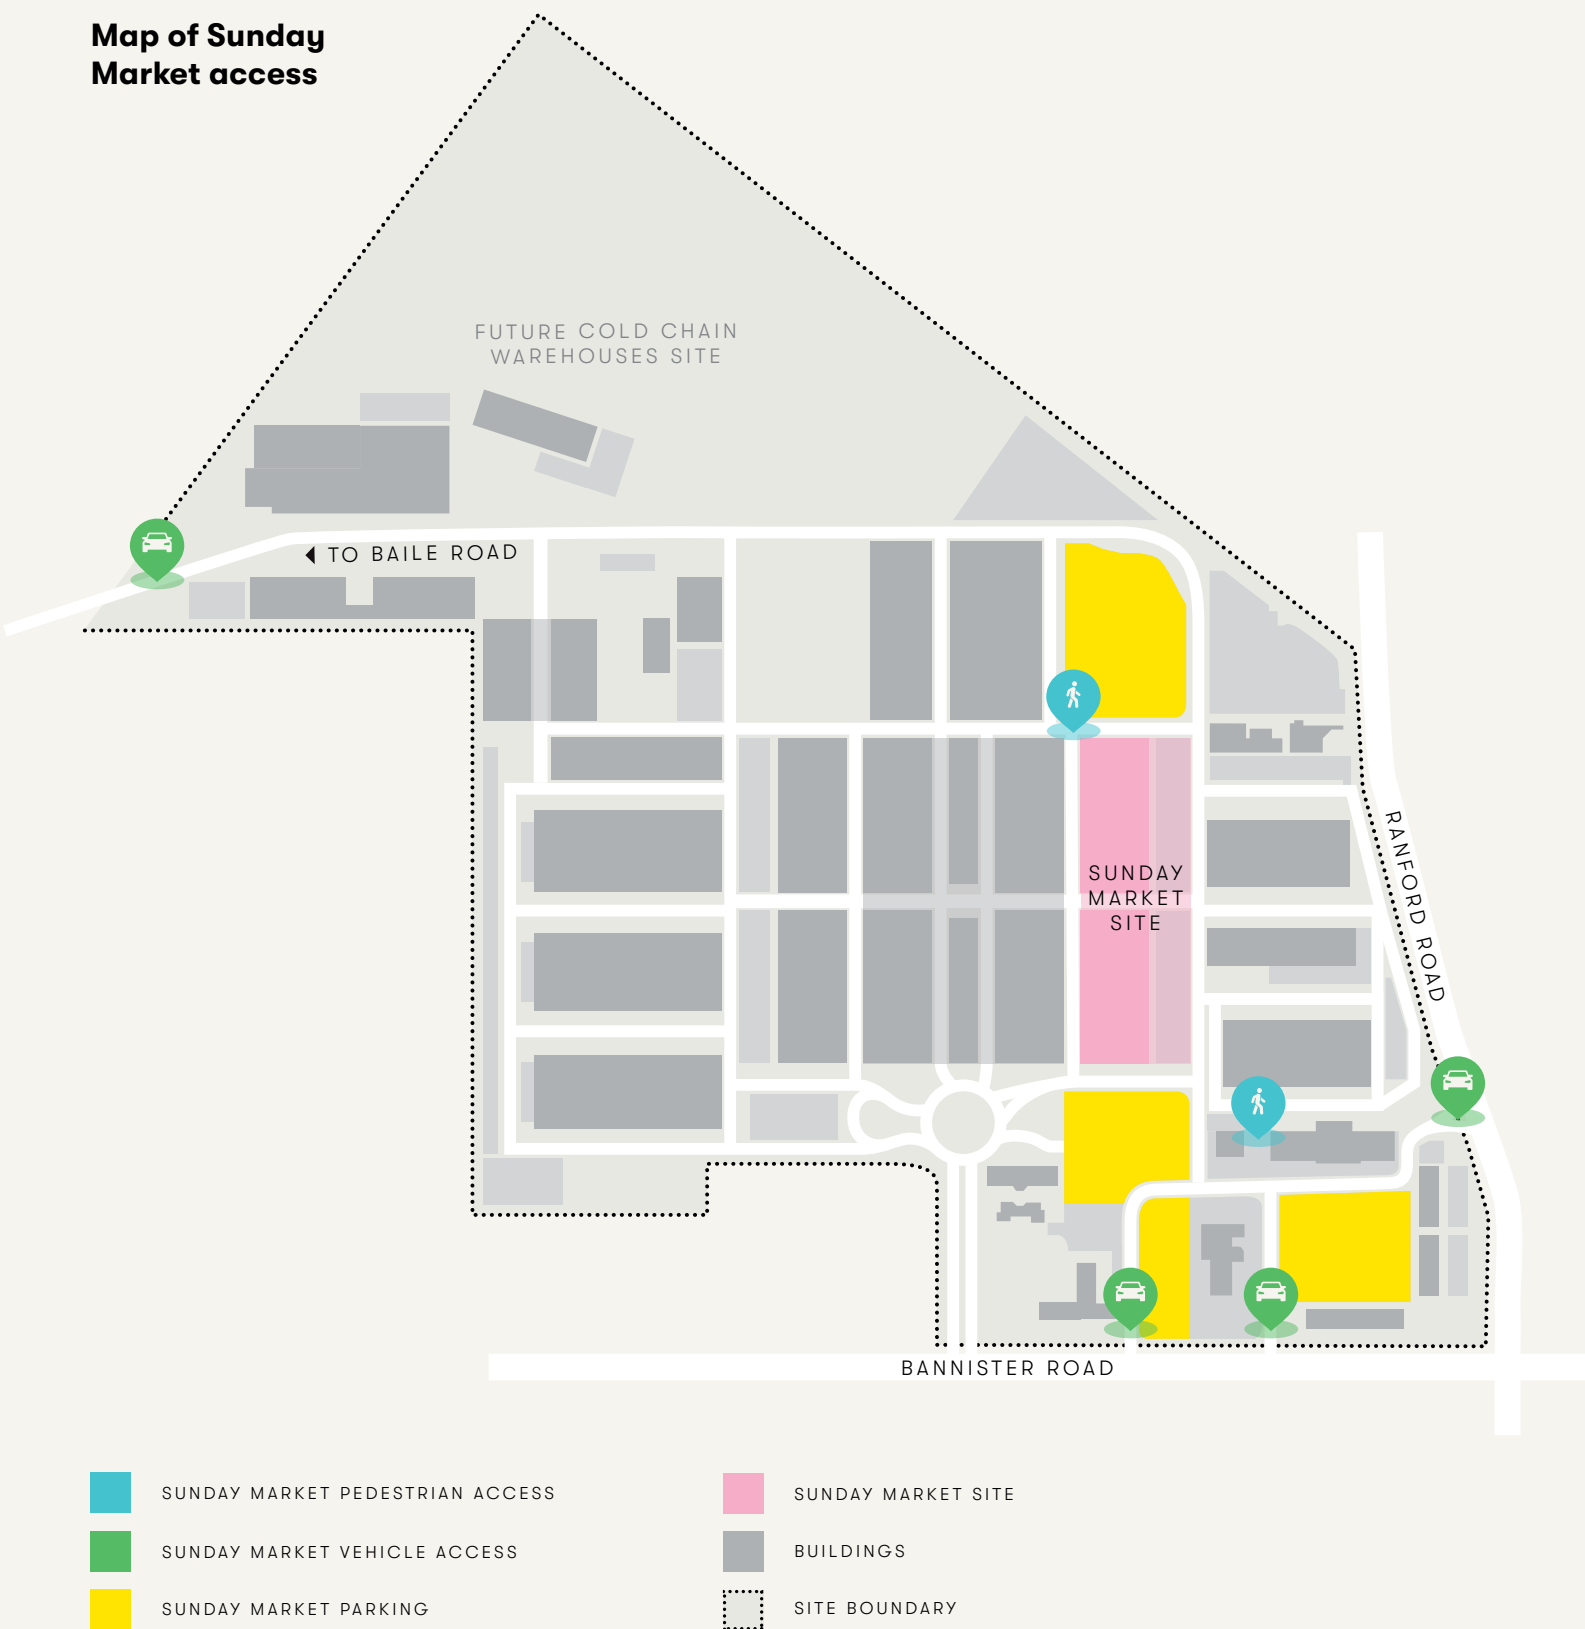 Map of Sunday
Market access
FUTURE COLD CHAIN
WAREHOUSES SITE
TO BAILE ROAD
RANFORD ROAD
SUNDAY
MARKET
SITE
BANNISTER ROAD
SUNDAY MARKET PEDESTRIAN ACCESS
SUNDAY MARKET VEHICLE ACCESS
SUNDAY MARKET PARKING
SUNDAY MARKET SITE
BUILDINGS
SITE BOUNDARY